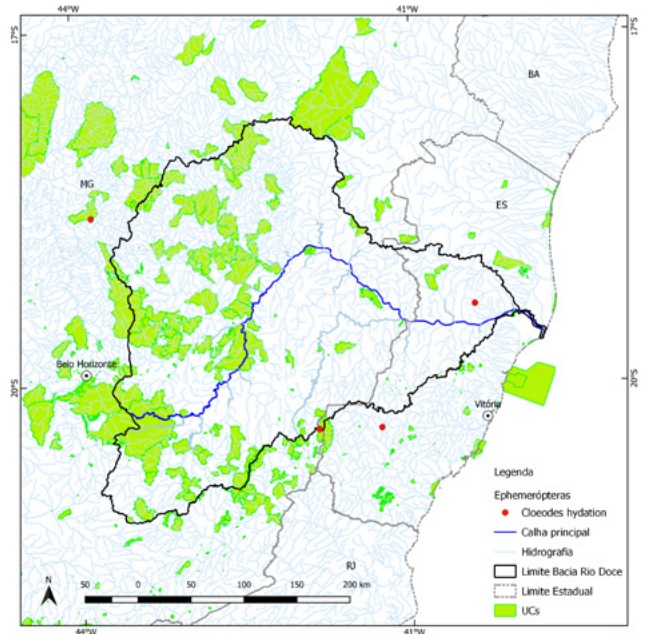 44°W 41°W
17°S 17°S
BA
MG
ES
Belo Horizonte
20°S 20°S
Vitória
Legenda
Ephemerópteras
Cloeodes hydation
Calha principal
Hidrografia
Limite Bacia Rio Doce
Limite Estadual
UCs
RJ
N
50 0 50 100 150 200 km
44°W 41°W